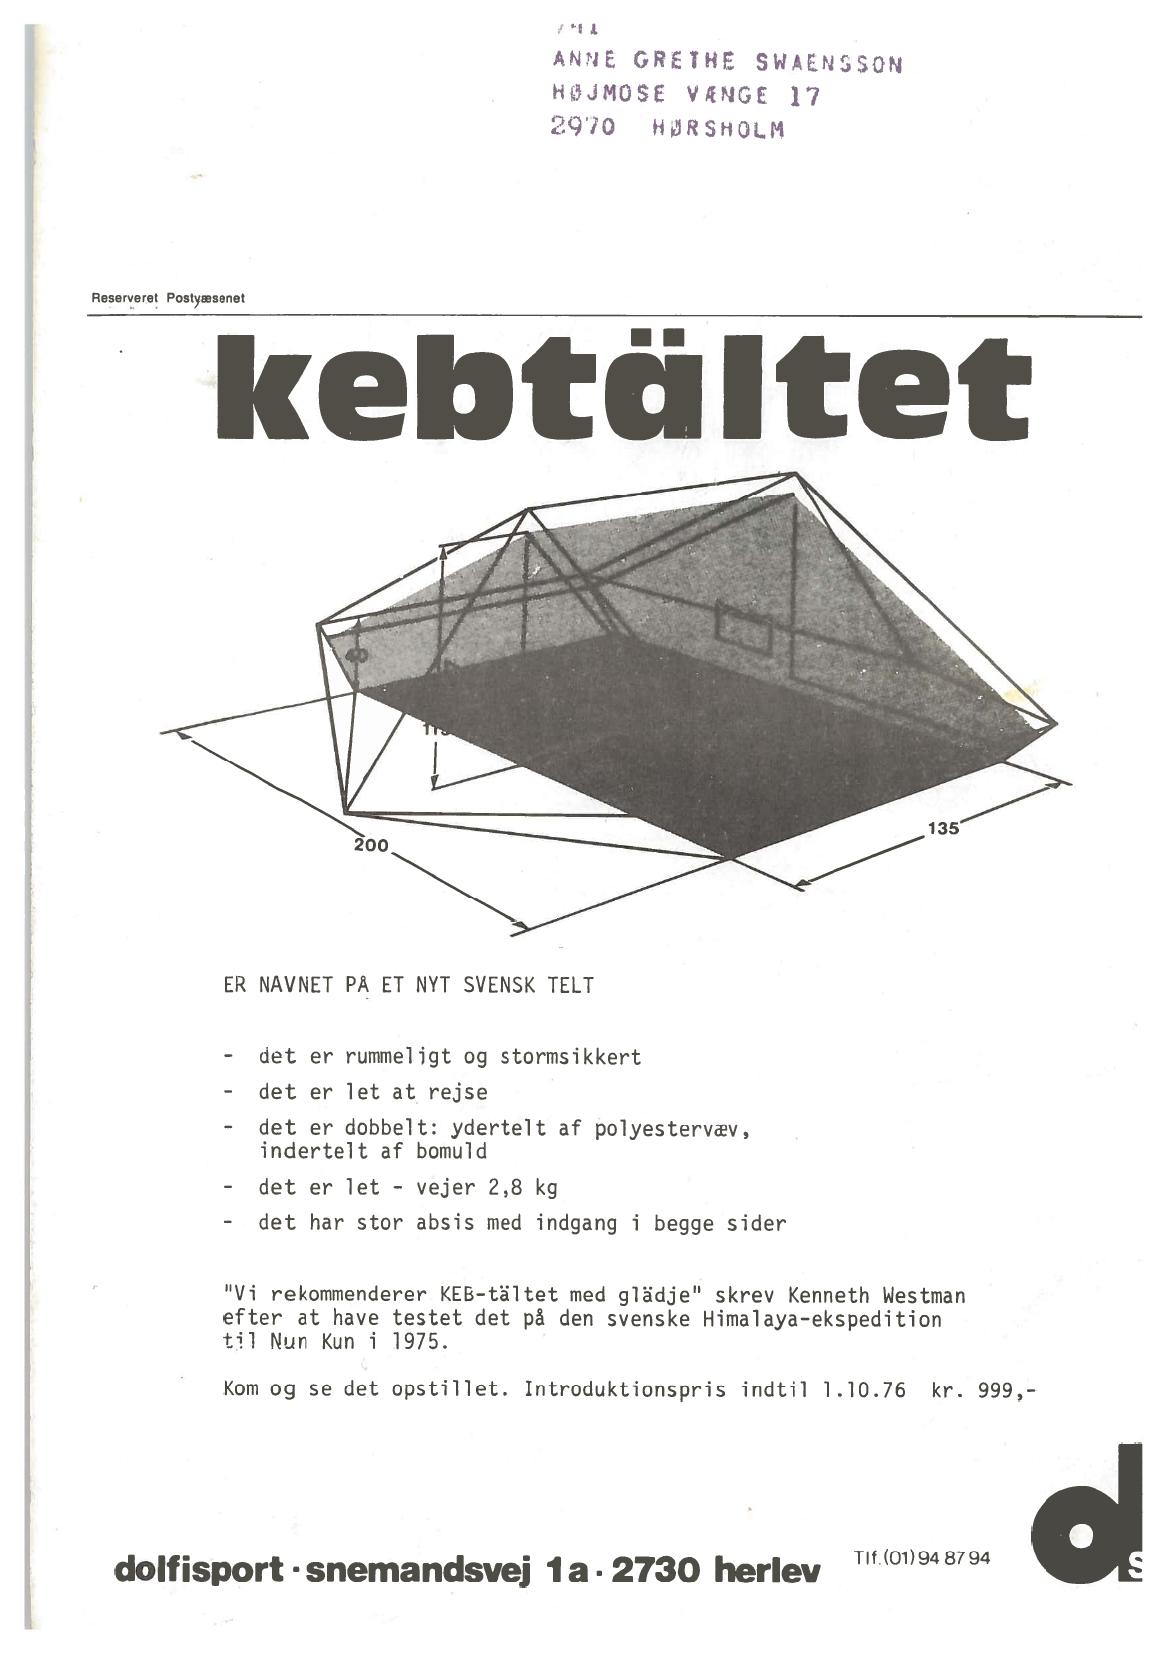 ANNE GRETHE SWAENSSON
HØJMOSE VÆNGE 17
2970 HØRSHOLM
Reserveret Postvæsenet
kebtältet
40
115
200
135
ER NAVNET PÅ ET NYT SVENSK TELT
- det er rummeligt og stormsikkert
- det er let at rejse
- det er dobbelt: ydertelt af polyestervæv,
indertelt af bomuld
- det er let - vejer 2,8 kg
- det har stor absis med indgang i begge sider
"Vi rekommenderer KEB-tältet med glädje" skrev Kenneth Westman
efter at have testet det på den svenske Himalaya-ekspedition
til Nun Kun i 1975.
Kom og se det opstillet. Introduktionspris indtil 1.10.76 kr. 999,-
d
s
dolfisport · snemandsvej 1a · 2730 herlev
Tlf.(01) 94 87 94